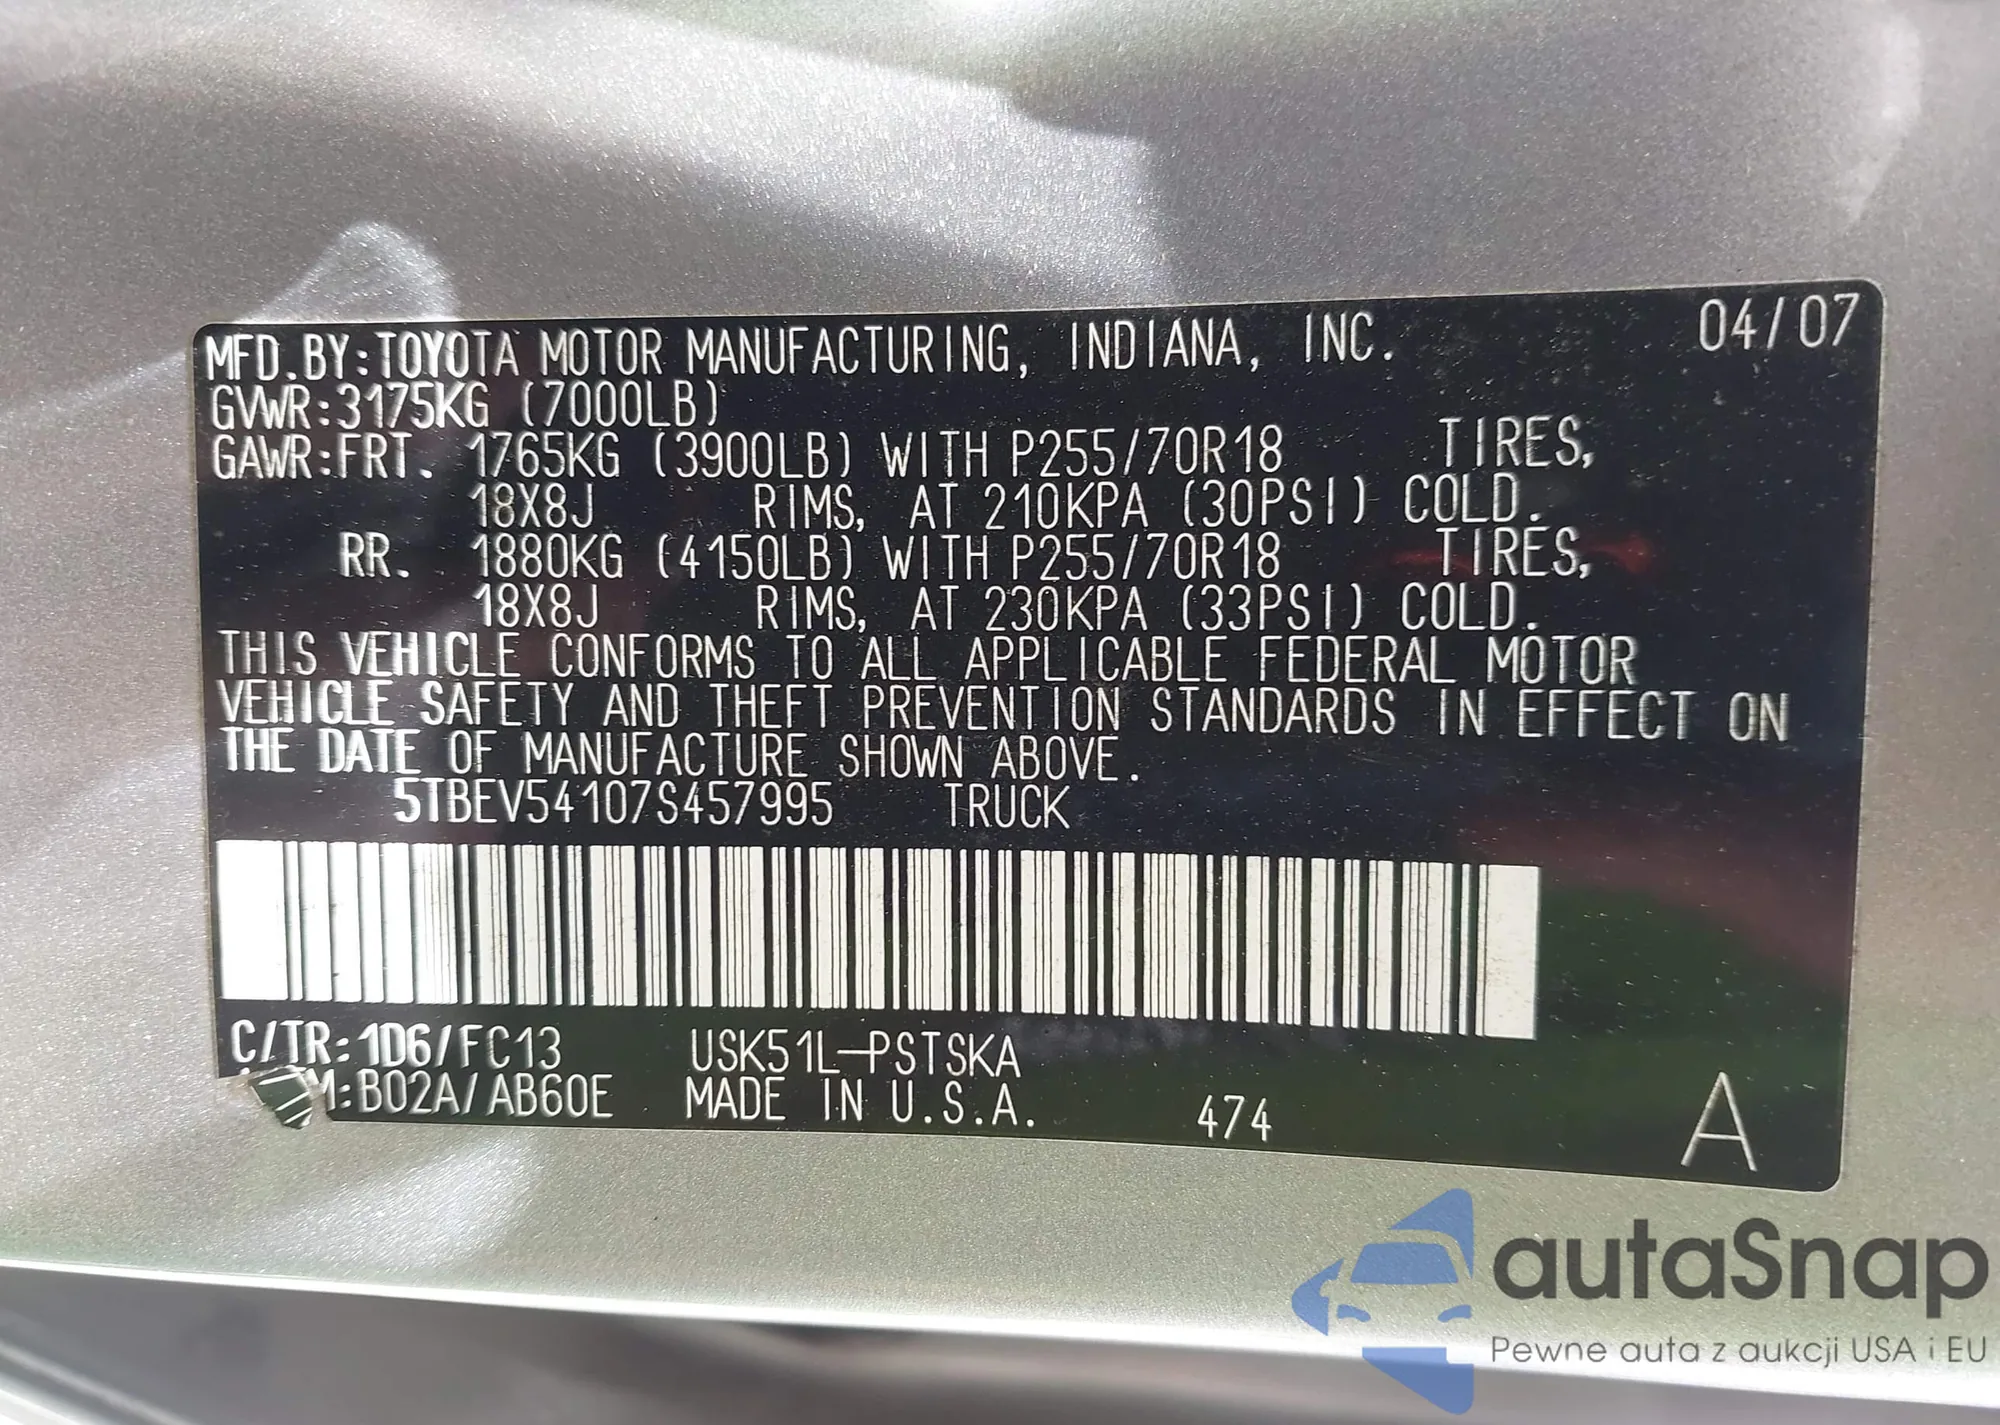 MFD.BY:TOYOTA MOTOR MANUFACTURING, INDIANA, INC. 04/07
GVWR:3175KG (7000LB)
GAWR:FRT. 1765KG (3900LB) WITH P255/70R18 TIRES,
18X8J RIMS, AT 210KPA (30PSI) COLD.
RR. 1880KG (4150LB) WITH P255/70R18 TIRES,
18X8J RIMS, AT 230KPA (33PSI) COLD.
THIS VEHICLE CONFORMS TO ALL APPLICABLE FEDERAL MOTOR
VEHICLE SAFETY AND THEFT PREVENTION STANDARDS IN EFFECT ON
THE DATE OF MANUFACTURE SHOWN ABOVE.
5TBEV54107S457995 TRUCK
C/TR:1D6/FC13 USK51L-PSTSKA
M:B02A/AB60E MADE IN U.S.A. 474 A
autaSnap
Pewne auta z aukcji USA i EU